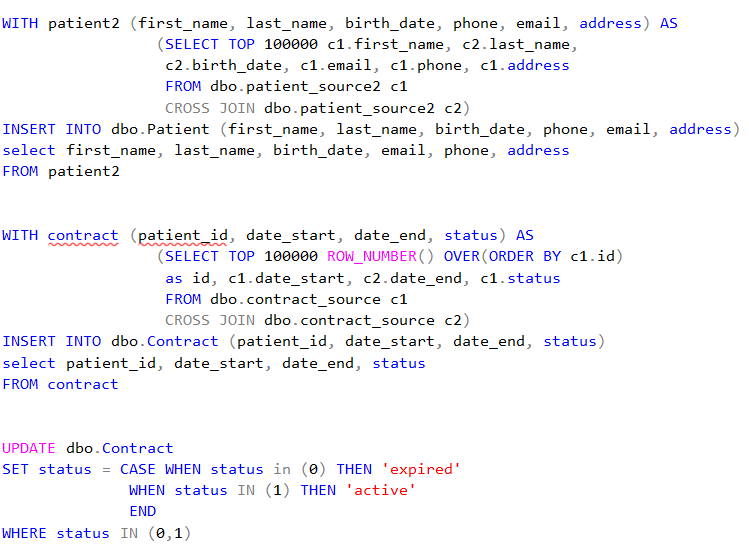 WITH patient2 (first_name, last_name, birth_date, phone, email, address) AS
(SELECT TOP 100000 c1.first_name, c2.last_name,
c2.birth_date, c1.email, c1.phone, c1.address
FROM dbo.patient_source2 c1
CROSS JOIN dbo.patient_source2 c2)
INSERT INTO dbo.Patient (first_name, last_name, birth_date, phone, email, address)
select first_name, last_name, birth_date, email, phone, address
FROM patient2
WITH contract (patient_id, date_start, date_end, status) AS
(SELECT TOP 100000 ROW_NUMBER() OVER(ORDER BY c1.id)
as id, c1.date_start, c2.date_end, c1.status
FROM dbo.contract_source c1
CROSS JOIN dbo.contract_source c2)
INSERT INTO dbo.Contract (patient_id, date_start, date_end, status)
select patient_id, date_start, date_end, status
FROM contract
UPDATE dbo.Contract
SET status = CASE WHEN status in (0) THEN 'expired'
WHEN status IN (1) THEN 'active'
END
WHERE status IN (0,1)